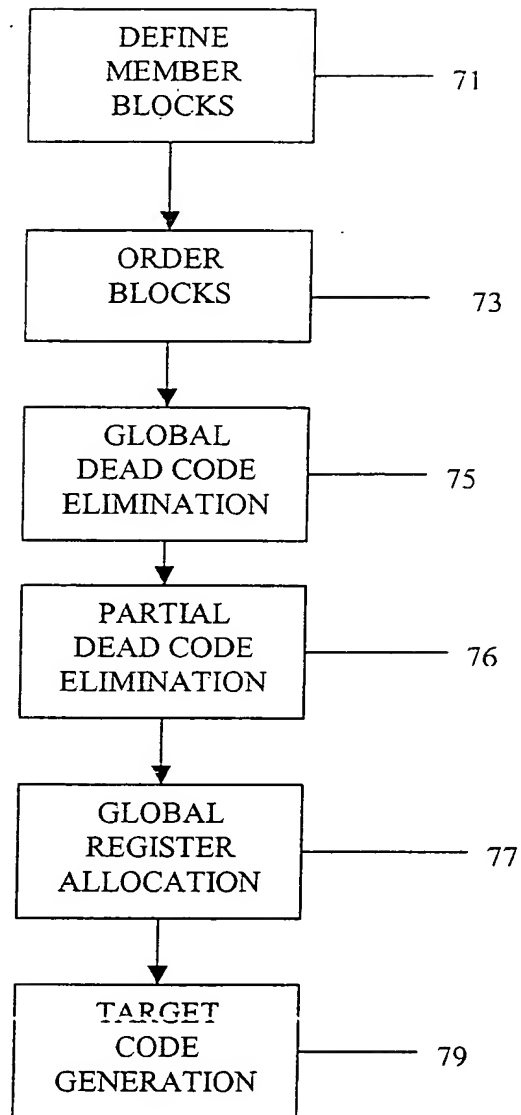 DEFINE
MEMBER
BLOCKS
71
ORDER
BLOCKS
73
GLOBAL
DEAD CODE
ELIMINATION
75
PARTIAL
DEAD CODE
ELIMINATION
76
GLOBAL
REGISTER
ALLOCATION
77
TARGET
CODE
GENERATION
79